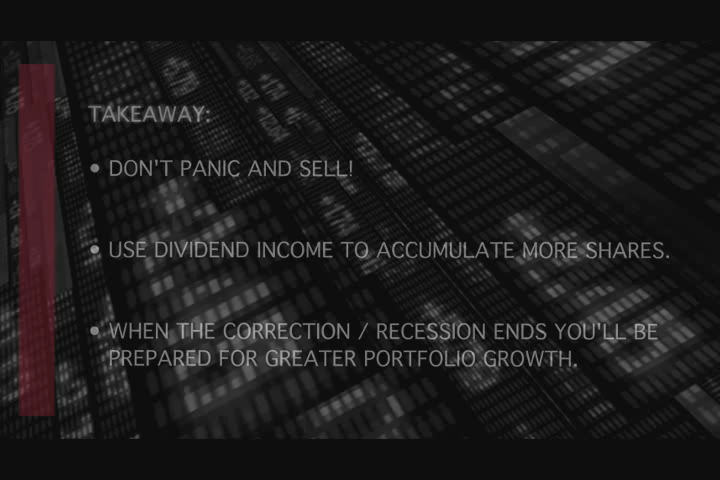 TAKEAWAY:
• DON'T PANIC AND SELL!
• USE DIVIDEND INCOME TO ACCUMULATE MORE SHARES.
• WHEN THE CORRECTION / RECESSION ENDS YOU'LL BE
PREPARED FOR GREATER PORTFOLIO GROWTH.